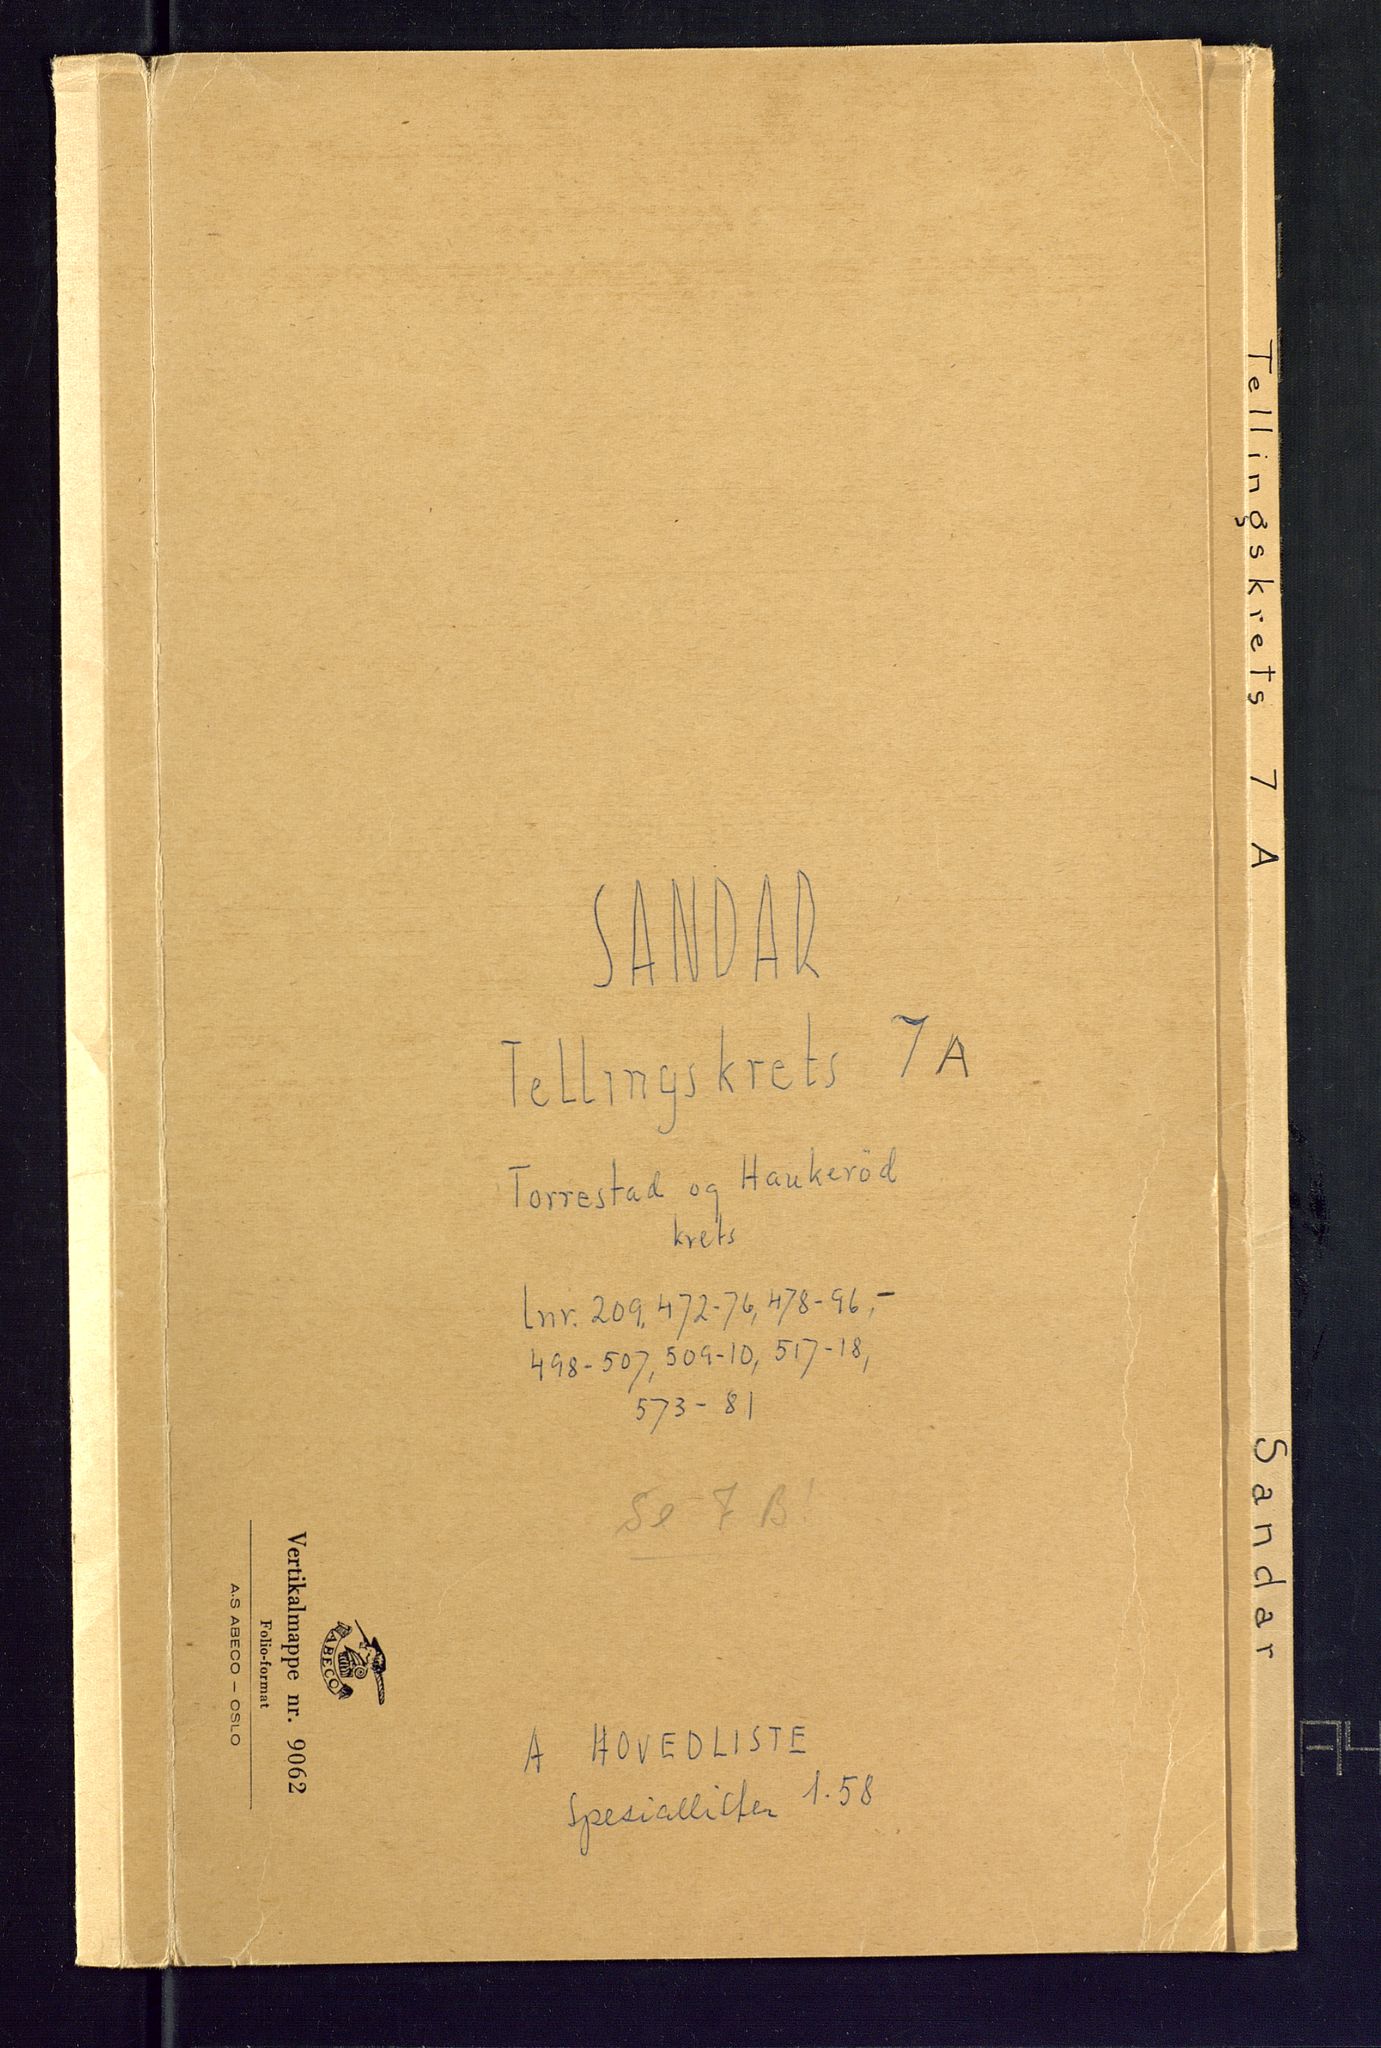 SANDAR
Tellingskrets 7A
Torrestad og Haukeröd
krets
Lnr. 209, 472-76, 478-96,-
498-507, 509-10, 517-18,
573-81
Se 7 B!
A HOVEDLISTE
Spesiallister 1.58
ABECO
Vertikalmappe nr. 9062
Folio-format
A.S ABECO – OSLO
Tellingskrets 7 A
Sandar